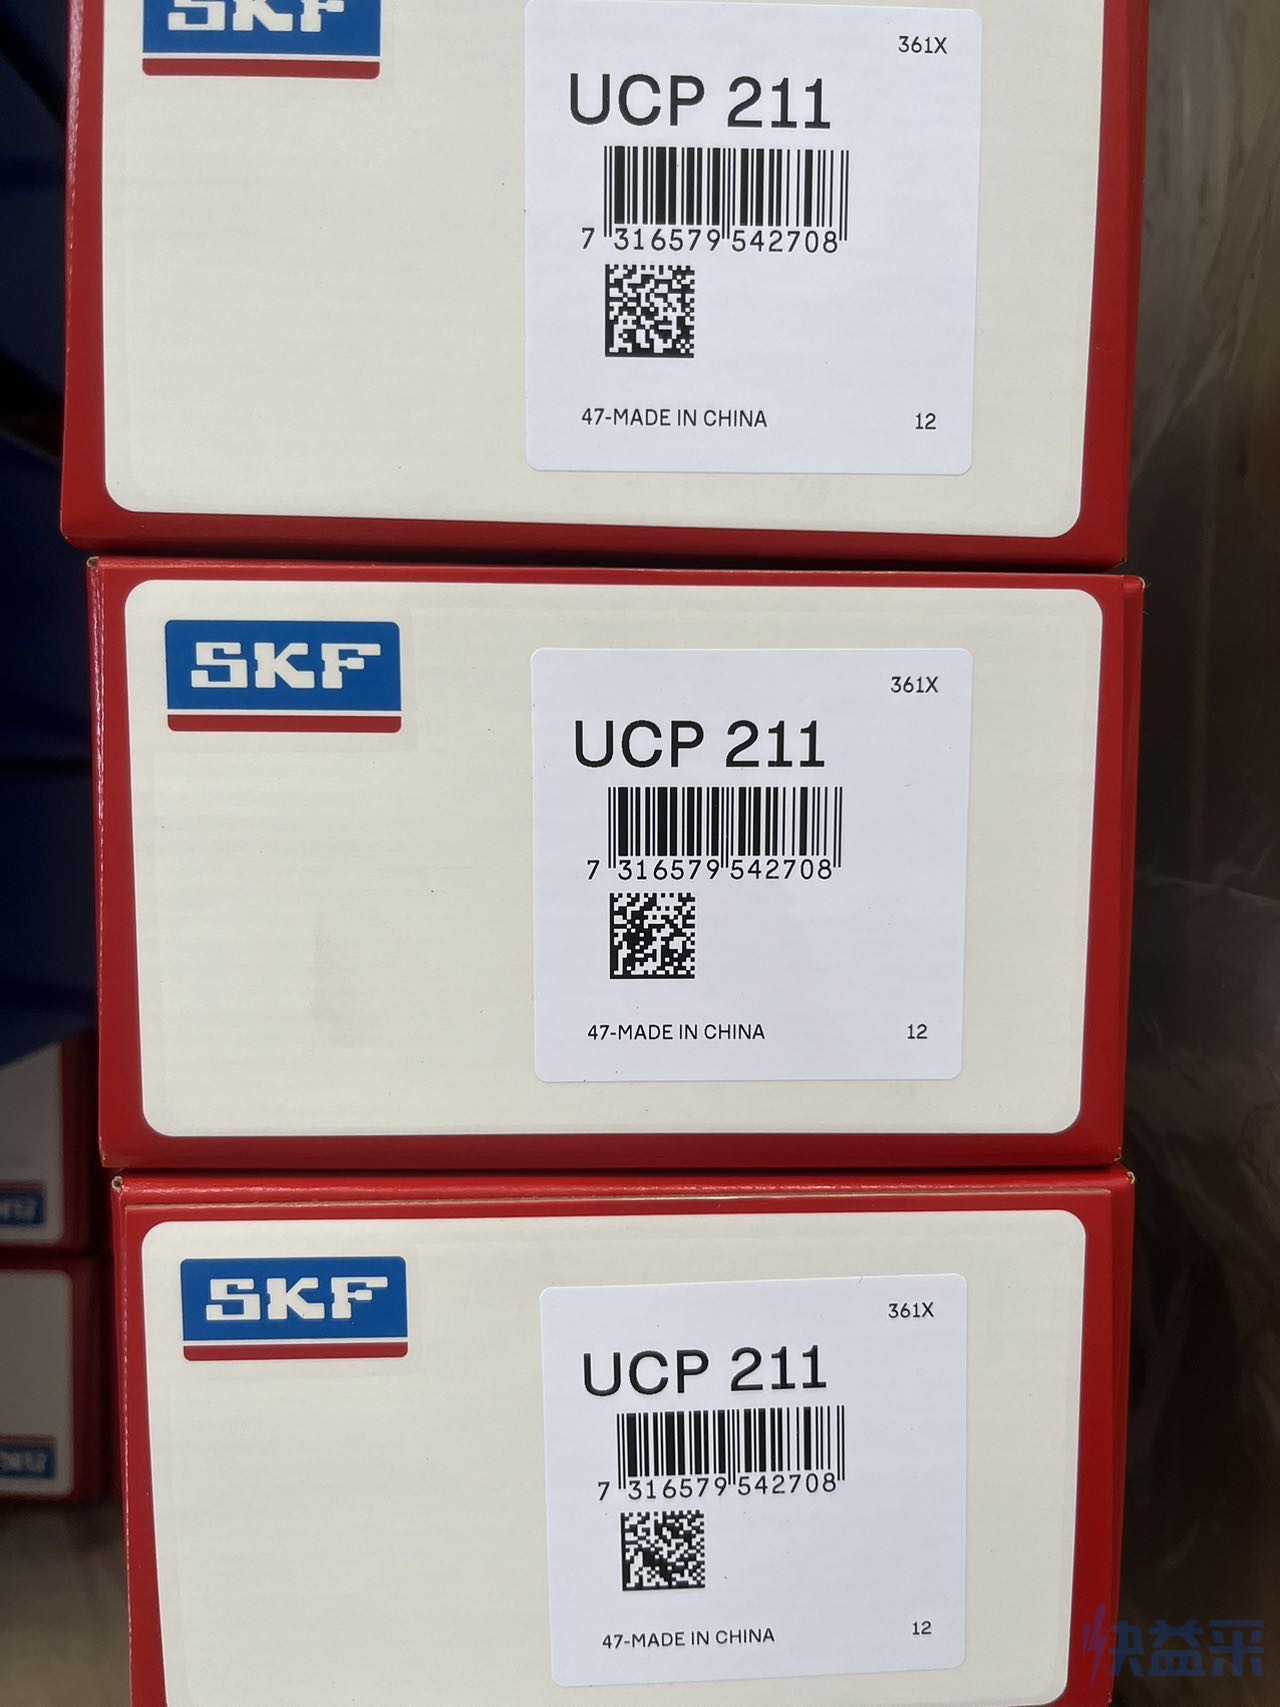 SKF
361X
UCP 211
7 316579 542708
47-MADE IN CHINA
12
SKF
361X
UCP 211
7 316579 542708
47-MADE IN CHINA
12
SKF
361X
UCP 211
7 316579 542708
47-MADE IN CHINA
12
快益采